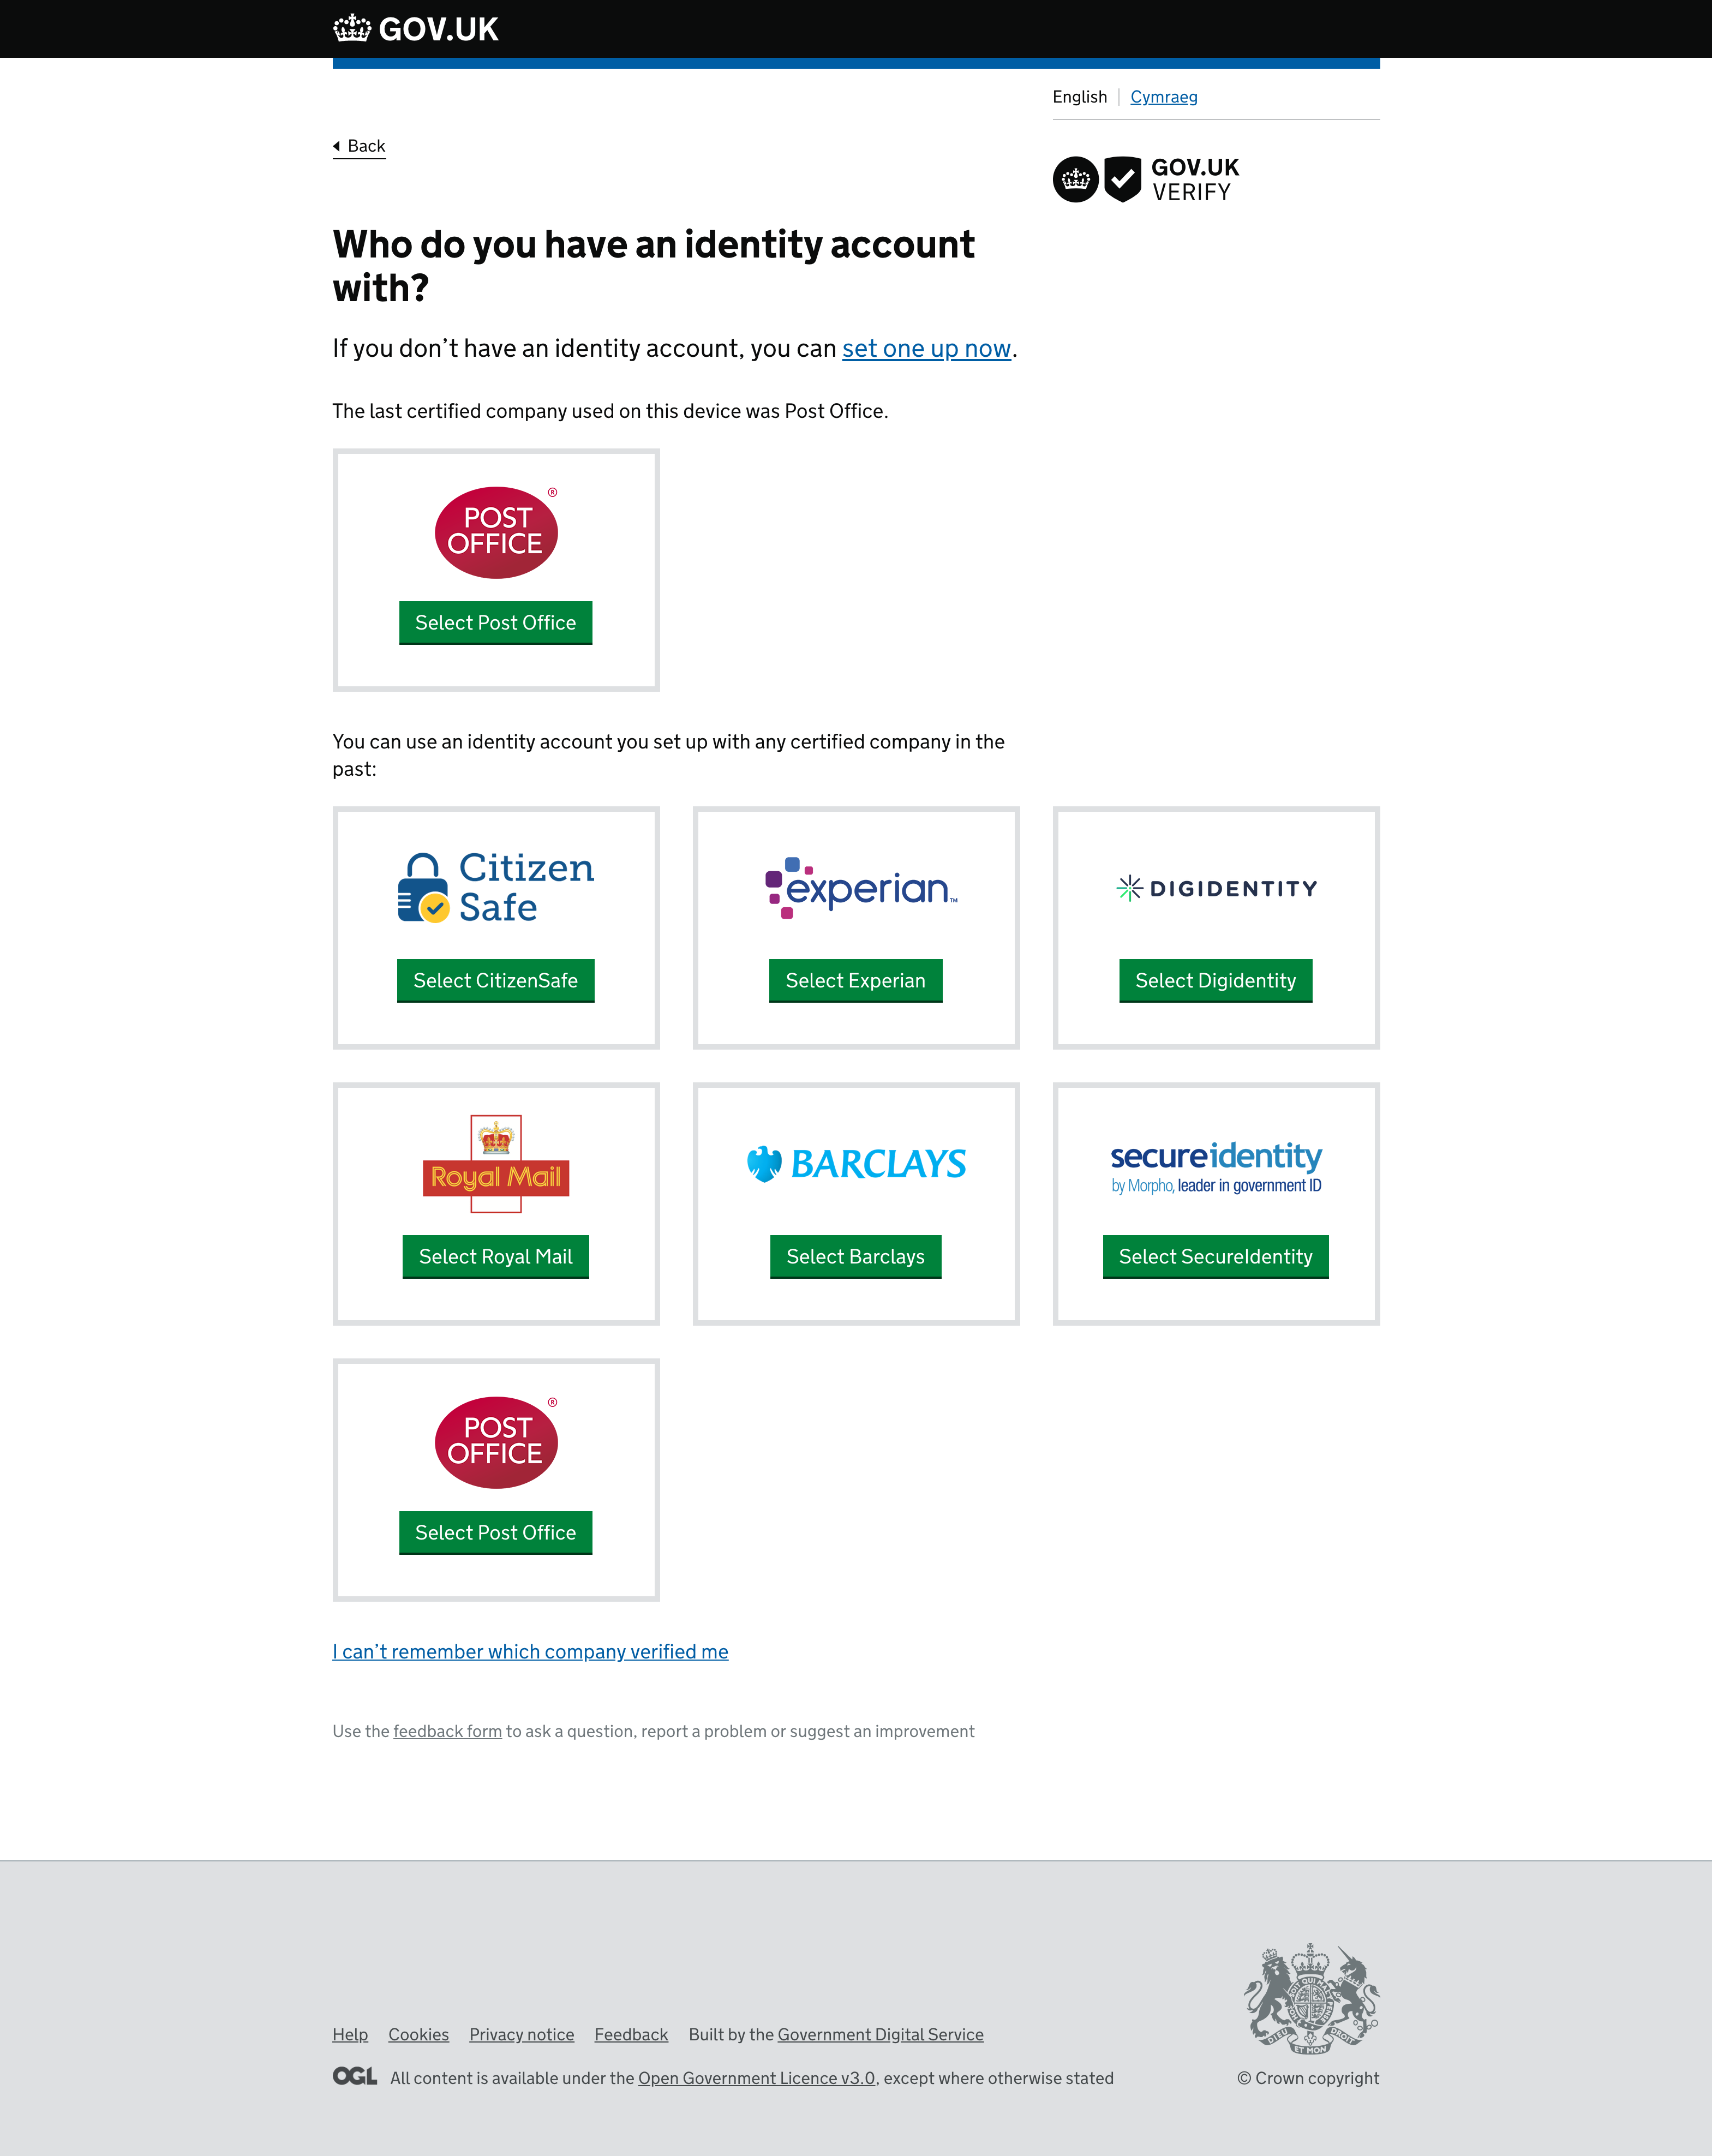 GOV.UK
English
Cymraeg
Back
GOV.UK
VERIFY
Who do you have an identity account
with?
If you don’t have an identity account, you can set one up now.
The last certified company used on this device was Post Office.
POST
OFFICE
®
Select Post Office
You can use an identity account you set up with any certified company in the
past:
Citizen
Safe
Select CitizenSafe
experian™
Select Experian
DIGIDENTITY
Select Digidentity
Royal Mail
Select Royal Mail
BARCLAYS
Select Barclays
secureidentity
by Morpho, leader in government ID
Select SecureIdentity
POST
OFFICE
®
Select Post Office
I can’t remember which company verified me
Use the feedback form to ask a question, report a problem or suggest an improvement
Help
Cookies
Privacy notice
Feedback
Built by the Government Digital Service
OGL
All content is available under the Open Government Licence v3.0, except where otherwise stated
DIEU ET MON DROIT
© Crown copyright